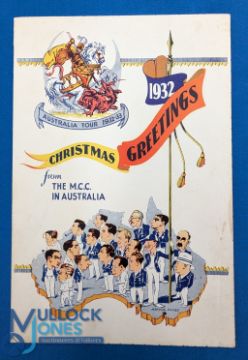 1932
AUSTRALIA TOUR 1932-33
CHRISTMAS
GREETINGS
from
THE M.C.C.
IN AUSTRALIA
MULLOCK
JONES